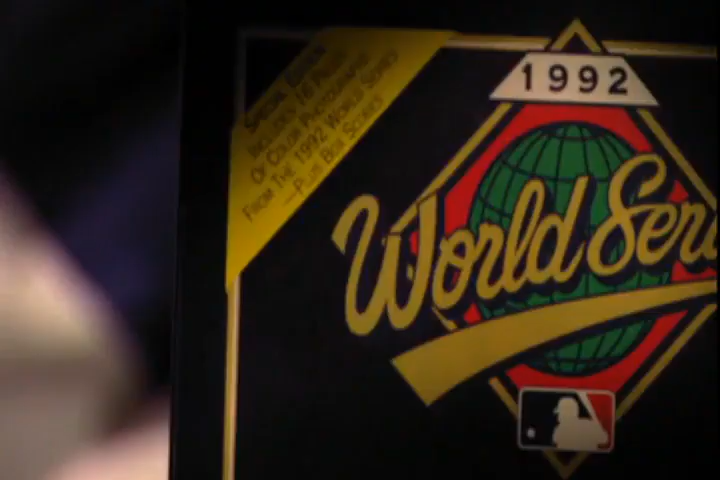 Special Edition
Includes 16 Pages
Of Color Photographs
From The 1992 World Series
—Plus Box Scores
1992
World Seri